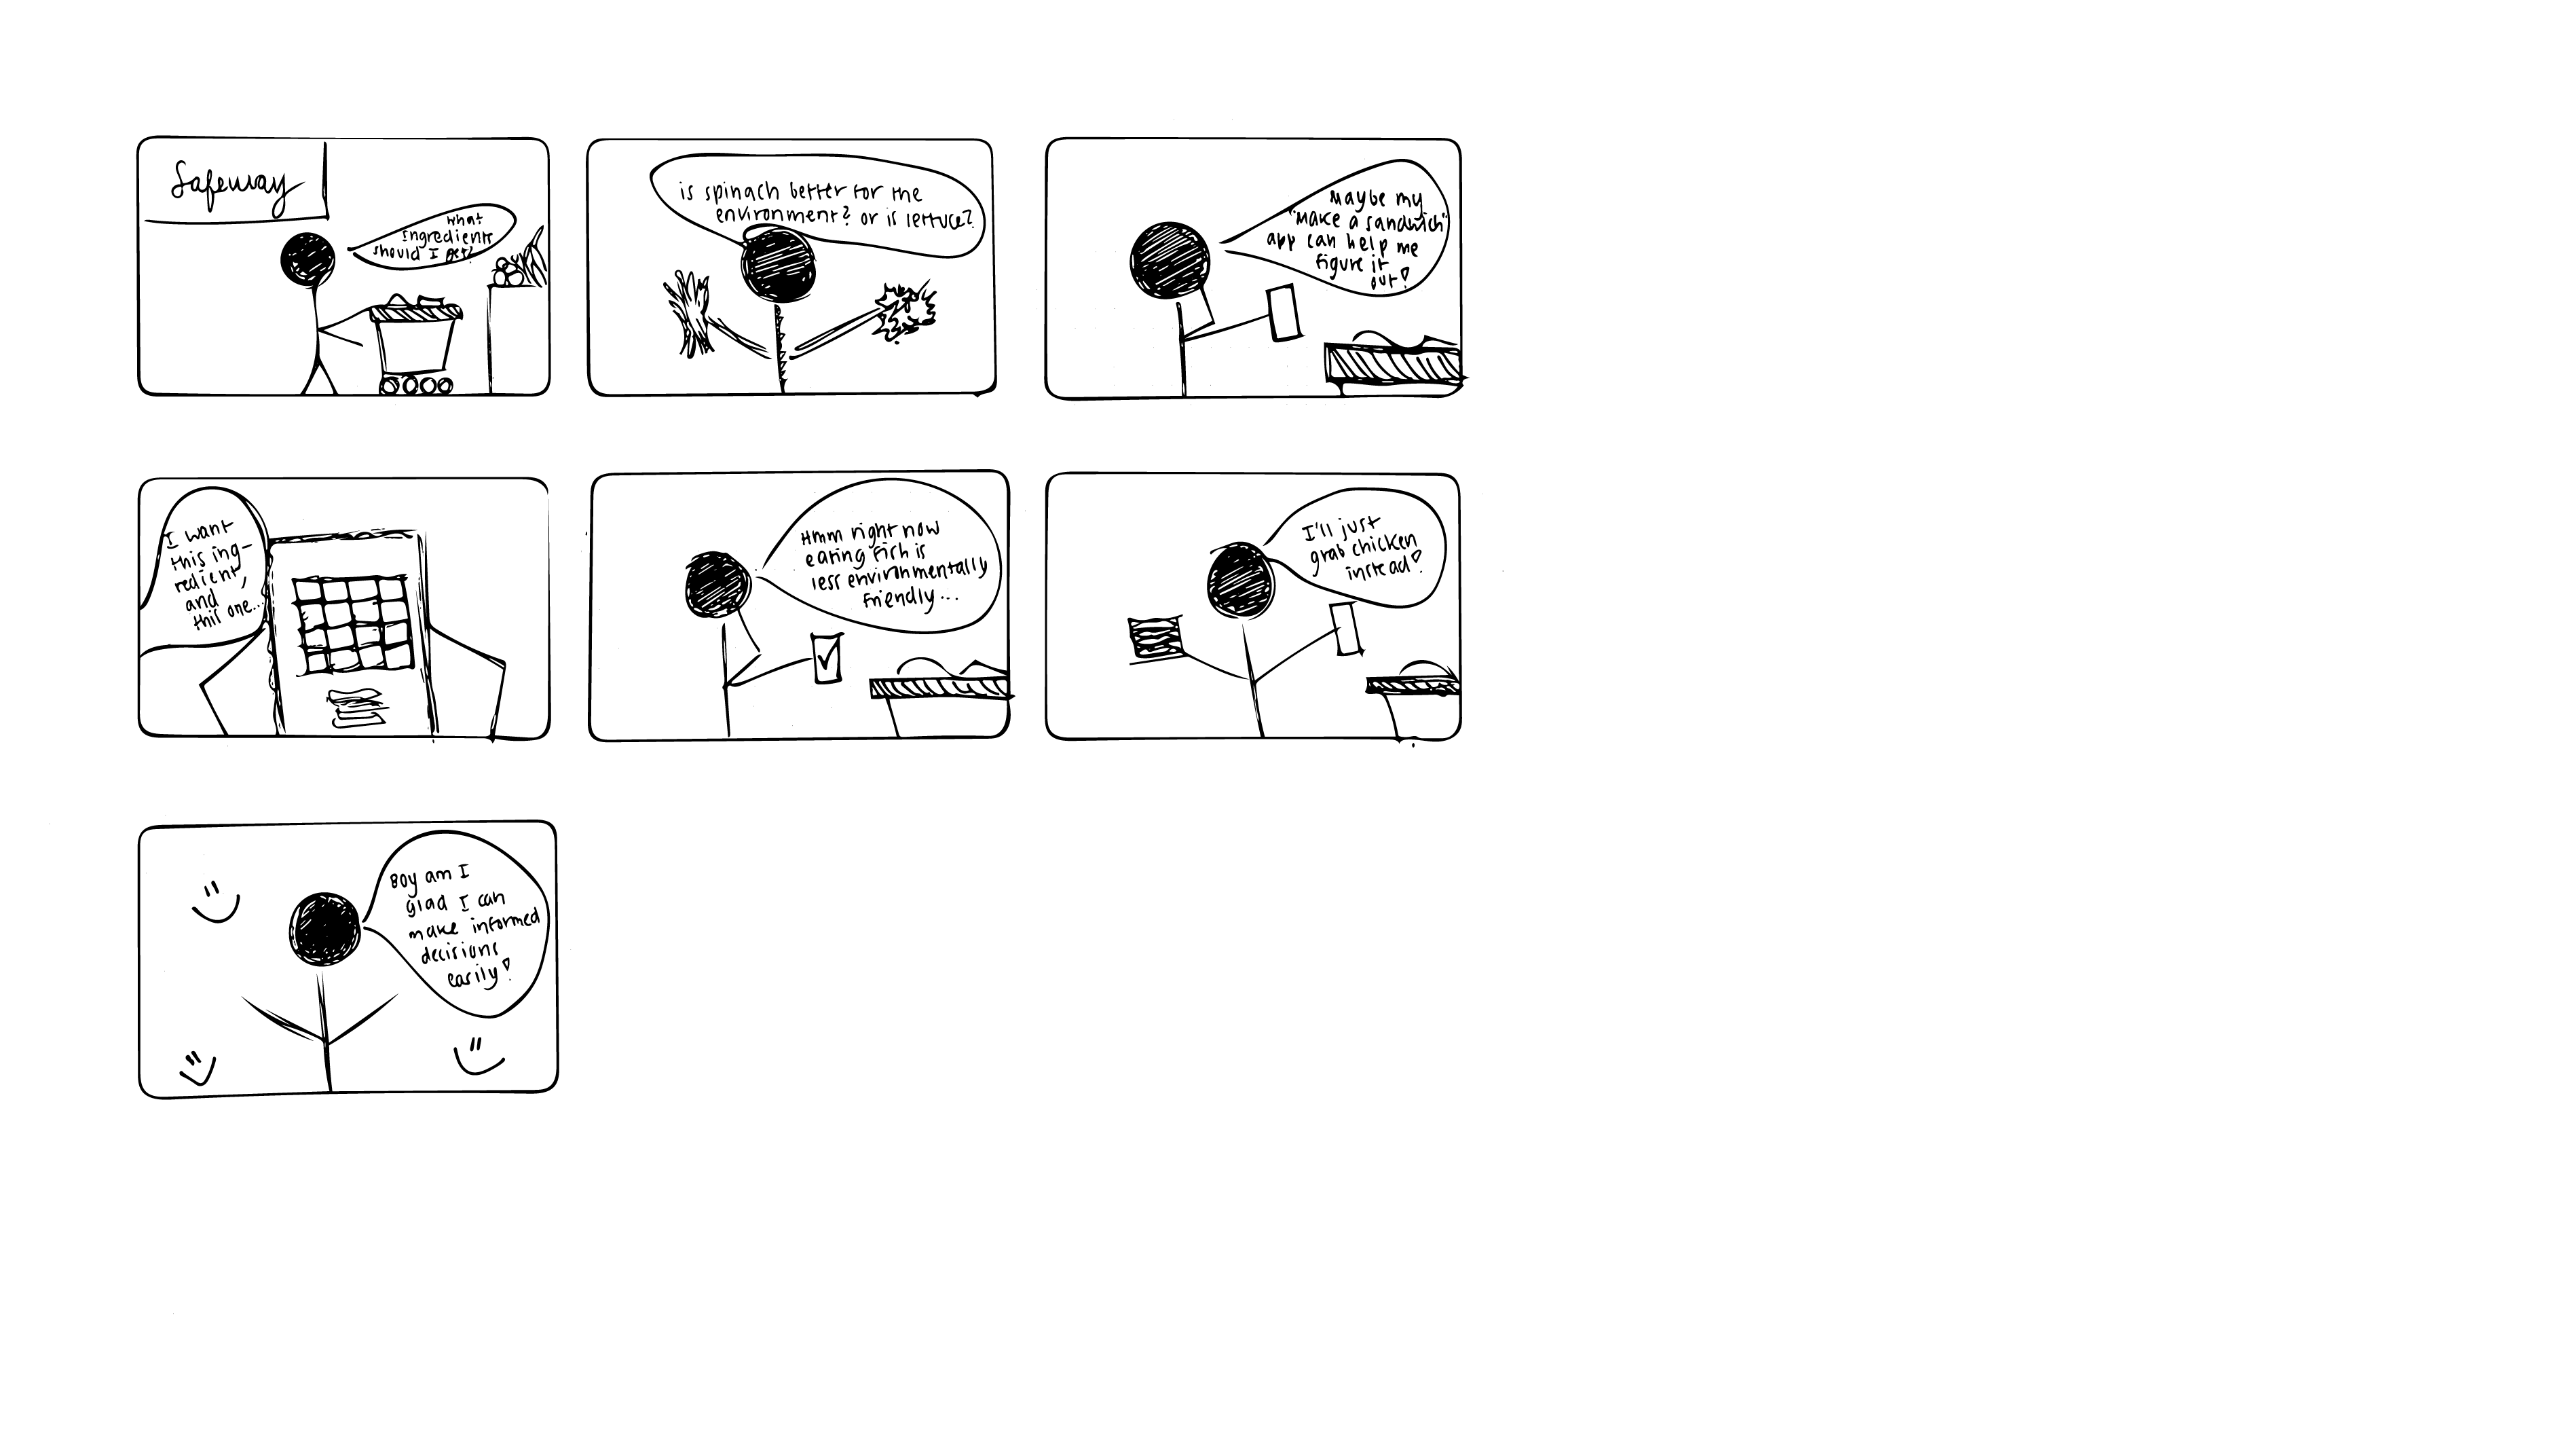 Safeway
what
Ingredients
should I get?
is spinach better for the
environment? or is lettuce?
Maybe my
"Make a sandwich"
app can help me
figure it
out!
I want
this ing-
redient,
and
this one...
Hmm right now
eating fish is
less environmentally
friendly...
I'll just
grab chicken
instead!
Boy am I
glad I can
make informed
decisions
easily!